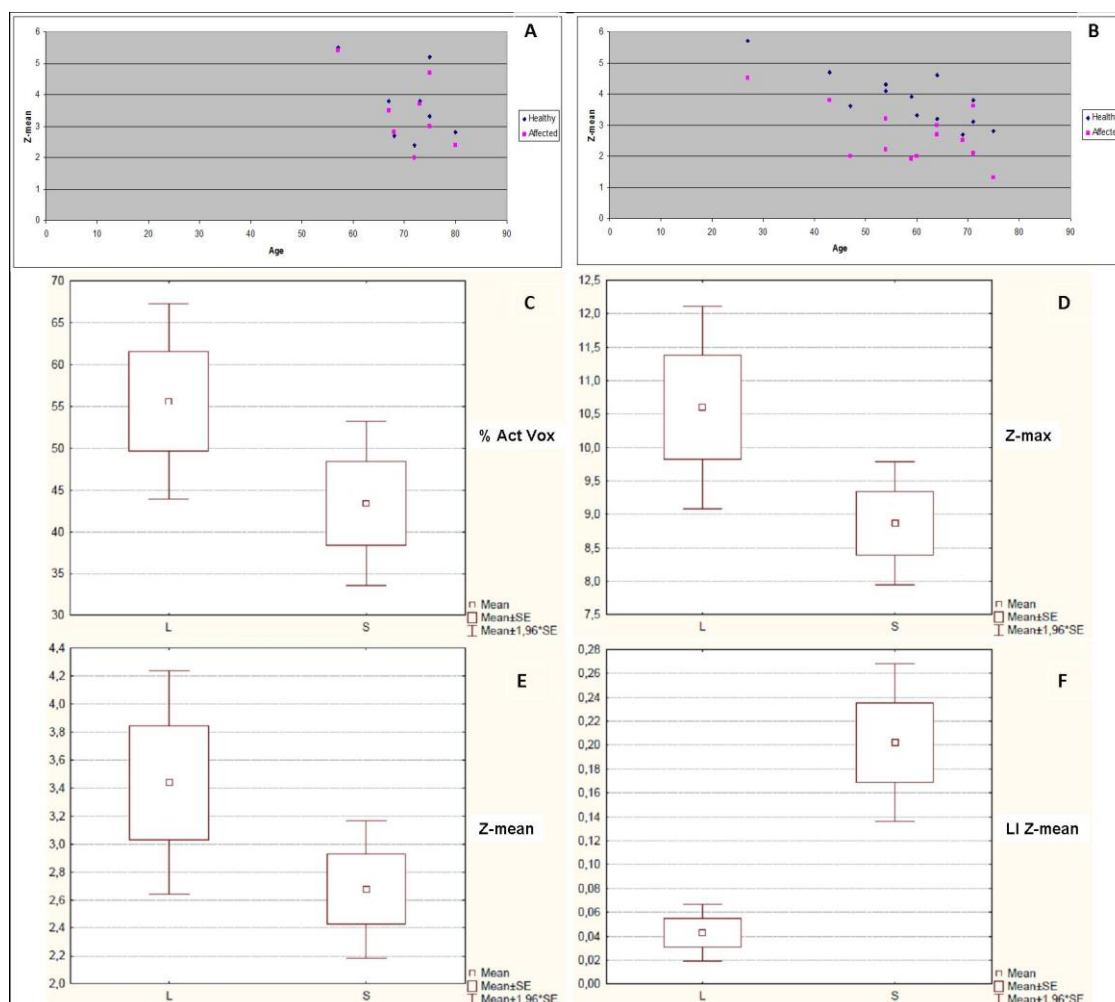 A
Z-mean
6
5
4
3
2
1
0
0 10 20 30 40 50 60 70 80 90
Age
Healthy
Affected
B
Z-mean
6
5
4
3
2
1
0
0 10 20 30 40 50 60 70 80 90
Age
Healthy
Affected
C
70
65
60
55
50
45
40
35
30
L S
% Act Vox
Mean
Mean±SE
Mean±1,96*SE
D
12,5
12,0
11,5
11,0
10,5
10,0
9,5
9,0
8,5
8,0
7,5
L S
Z-max
Mean
Mean±SE
Mean±1,96*SE
E
4,4
4,2
4,0
3,8
3,6
3,4
3,2
3,0
2,8
2,6
2,4
2,2
2,0
L S
Z-mean
Mean
Mean±SE
Mean±1,96*SE
F
0,28
0,26
0,24
0,22
0,20
0,18
0,16
0,14
0,12
0,10
0,08
0,06
0,04
0,02
0,00
L S
LI Z-mean
Mean
Mean±SE
Mean±1,96*SE